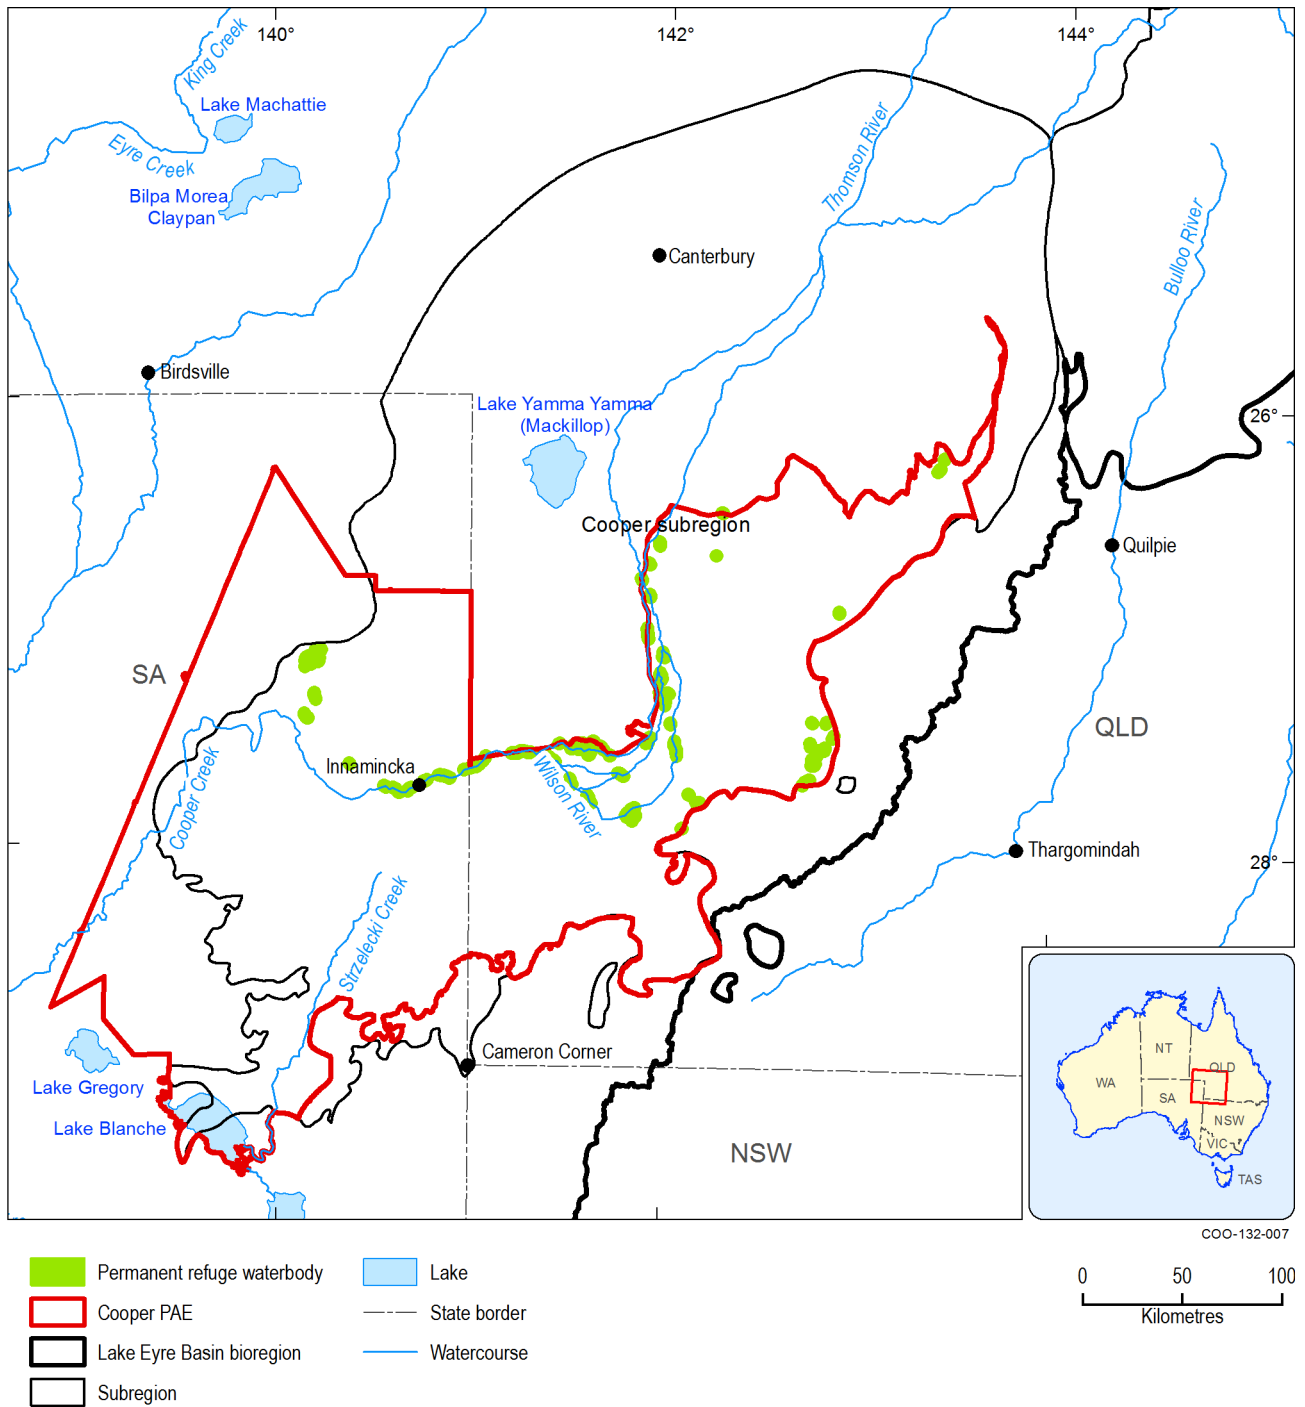 140°
142°
144°
King Creek
Lake Machattie
Eyre Creek
Bilpa Morea
Claypan
Thomson River
Bulloo River
Canterbury
Birdsville
Lake Yamma Yamma
(Mackillop)
26°
Cooper subregion
Quilpie
SA
QLD
Innamincka
Cooper Creek
Wilson River
Thargomindah
28°
Strzelecki Creek
Cameron Corner
Lake Gregory
Lake Blanche
NSW
NT
QLD
WA
SA
NSW
VIC
TAS
COO-132-007
Permanent refuge waterbody
Cooper PAE
Lake Eyre Basin bioregion
Subregion
Lake
State border
Watercourse
0 50 100
Kilometres